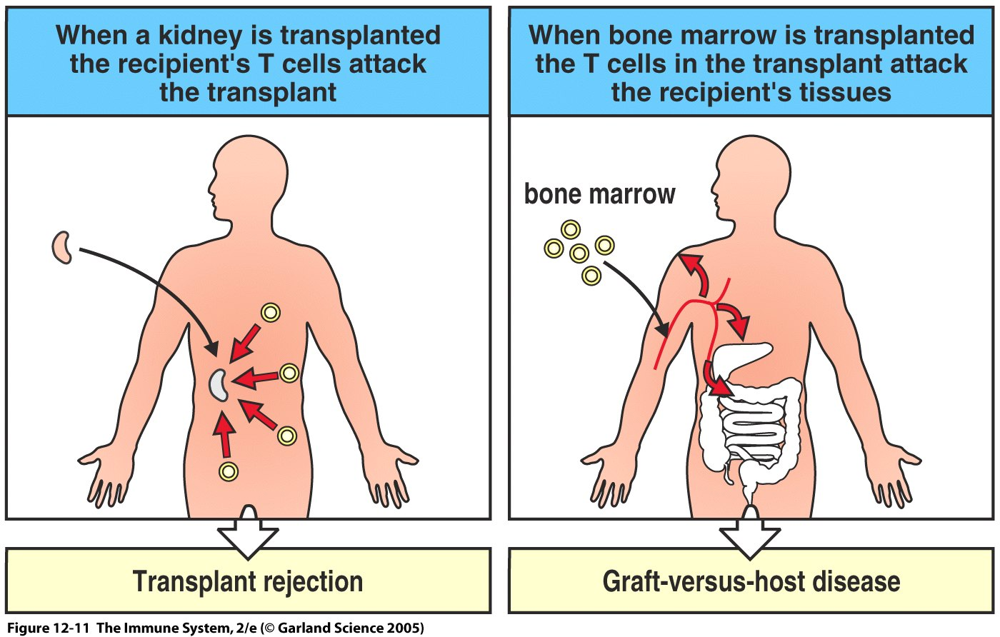 When a kidney is transplanted
the recipient's T cells attack
the transplant
When bone marrow is transplanted
the T cells in the transplant attack
the recipient's tissues
bone marrow
Transplant rejection
Graft-versus-host disease
Figure 12-11 The Immune System, 2/e (© Garland Science 2005)